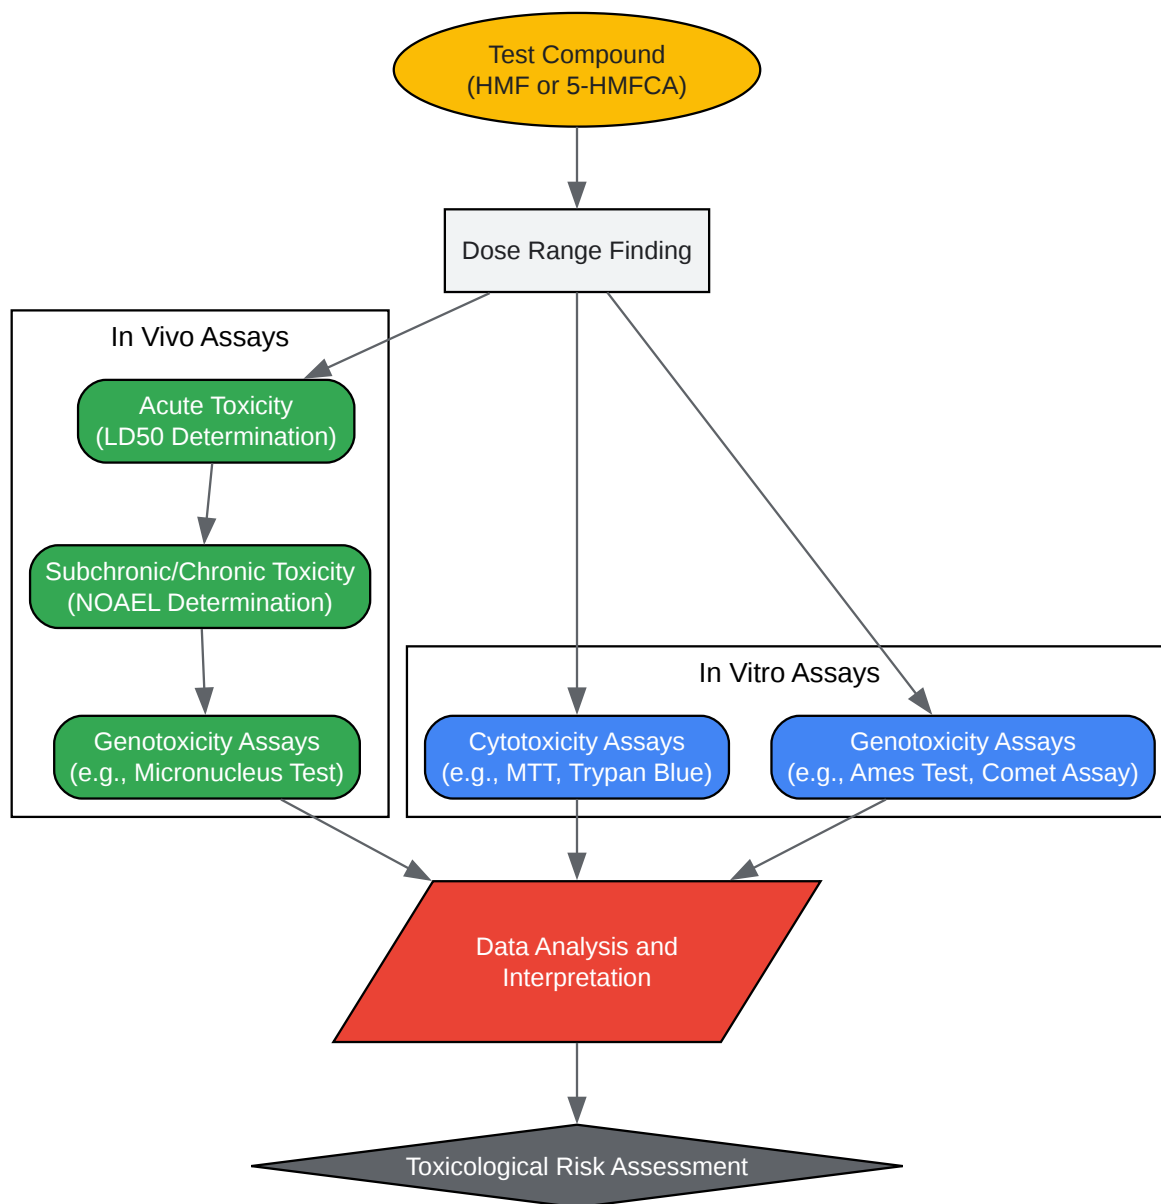 Test Compound
(HMF or 5-HMFCA)
Dose Range Finding
In Vivo Assays
Acute Toxicity
(LD50 Determination)
Subchronic/Chronic Toxicity
(NOAEL Determination)
Genotoxicity Assays
(e.g., Micronucleus Test)
In Vitro Assays
Cytotoxicity Assays
(e.g., MTT, Trypan Blue)
Genotoxicity Assays
(e.g., Ames Test, Comet Assay)
Data Analysis and
Interpretation
Toxicological Risk Assessment